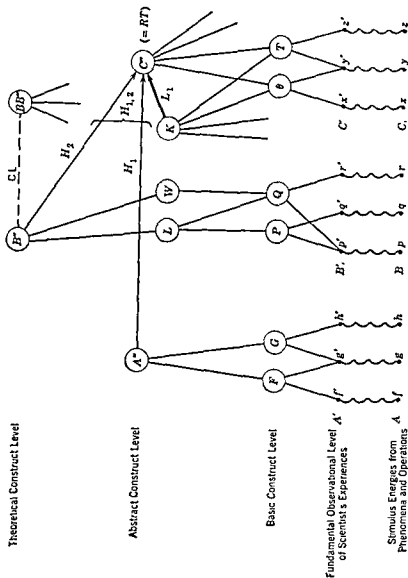 Theoretical Construct Level
B"
C.I.
BB"
H₂
H₁,₂
Abstract Construct Level
A"
H₁
C"
(=RT)
L₁
L
W
K
Basic Construct Level
F
G
P
Q
θ
T
Fundamental Observational Level
of Scientist's Experiences
f' g' h' p' q' r' x' y' z'
A' B', C'
Stimulus Energies from
Phenomena and Operations
f g h p q r x y z
A B C,